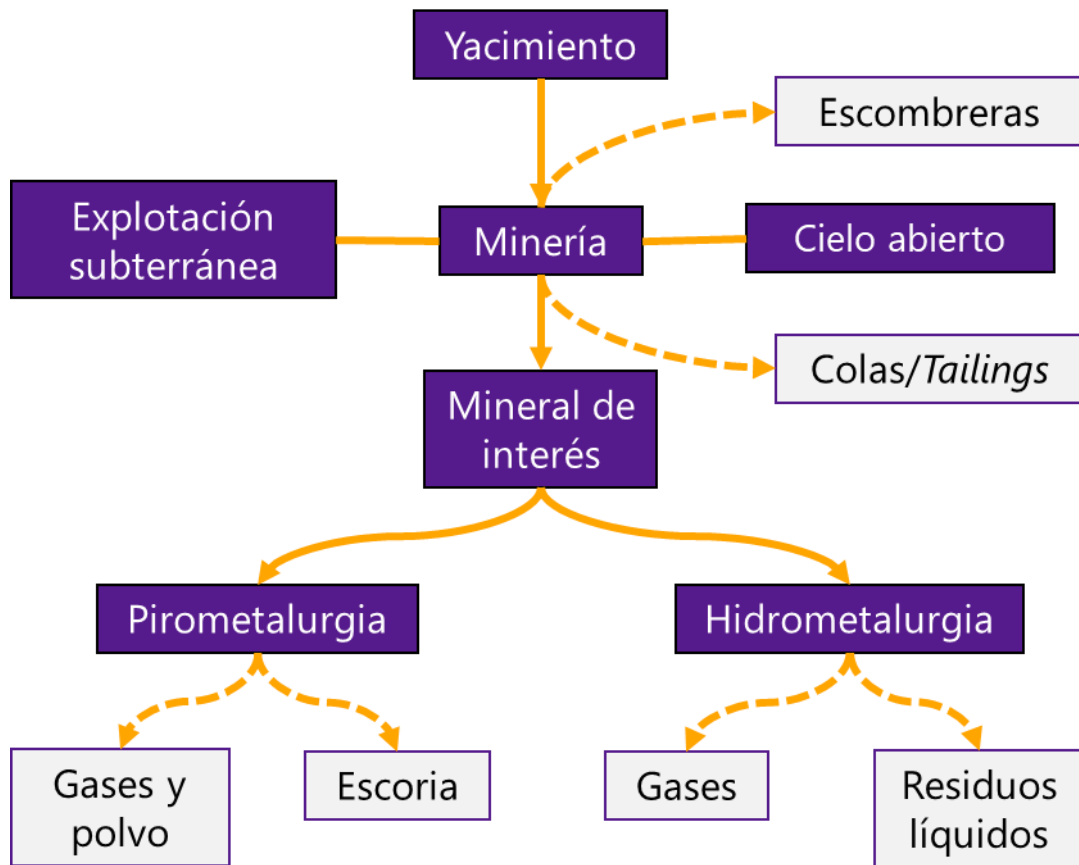 Yacimiento
Escombreras
Explotación
subterránea
Minería
Cielo abierto
Colas/Tailings
Mineral de
interés
Pirometalurgia
Hidrometalurgia
Gases y
polvo
Escoria
Gases
Residuos
líquidos